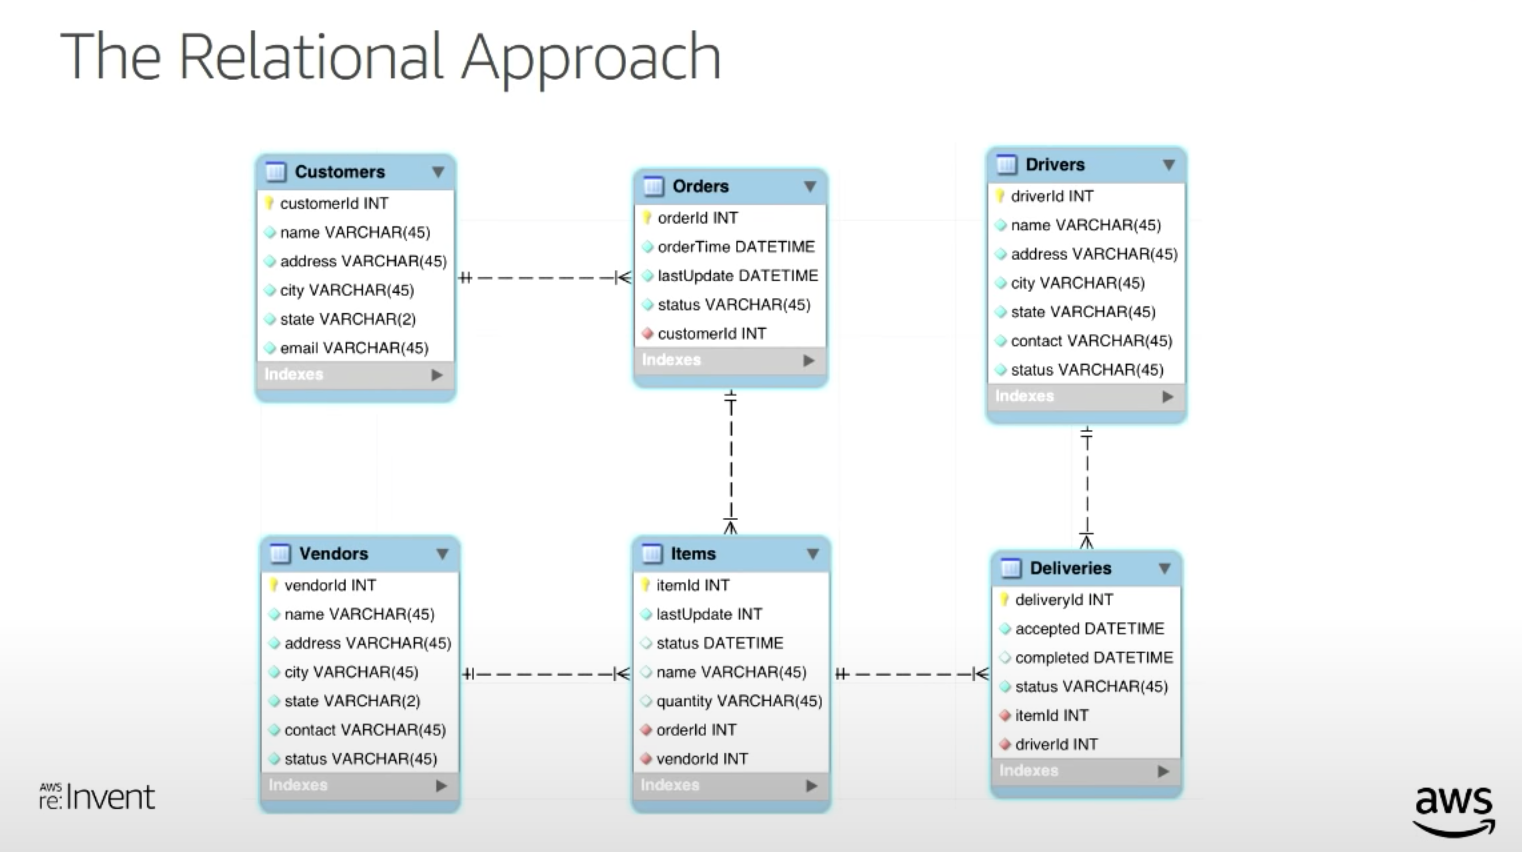 The Relational Approach
Customers
customerId INT
name VARCHAR(45)
address VARCHAR(45)
city VARCHAR(45)
state VARCHAR(2)
email VARCHAR(45)
Indexes
Orders
orderId INT
orderTime DATETIME
lastUpdate DATETIME
status VARCHAR(45)
customerId INT
Indexes
Drivers
driverId INT
name VARCHAR(45)
address VARCHAR(45)
city VARCHAR(45)
state VARCHAR(45)
contact VARCHAR(45)
status VARCHAR(45)
Indexes
Vendors
vendorId INT
name VARCHAR(45)
address VARCHAR(45)
city VARCHAR(45)
state VARCHAR(2)
contact VARCHAR(45)
status VARCHAR(45)
Indexes
Items
itemId INT
lastUpdate INT
status DATETIME
name VARCHAR(45)
quantity VARCHAR(45)
orderId INT
vendorId INT
Indexes
Deliveries
deliveryId INT
accepted DATETIME
completed DATETIME
status VARCHAR(45)
itemId INT
driverId INT
Indexes
AWS
re:Invent
aws